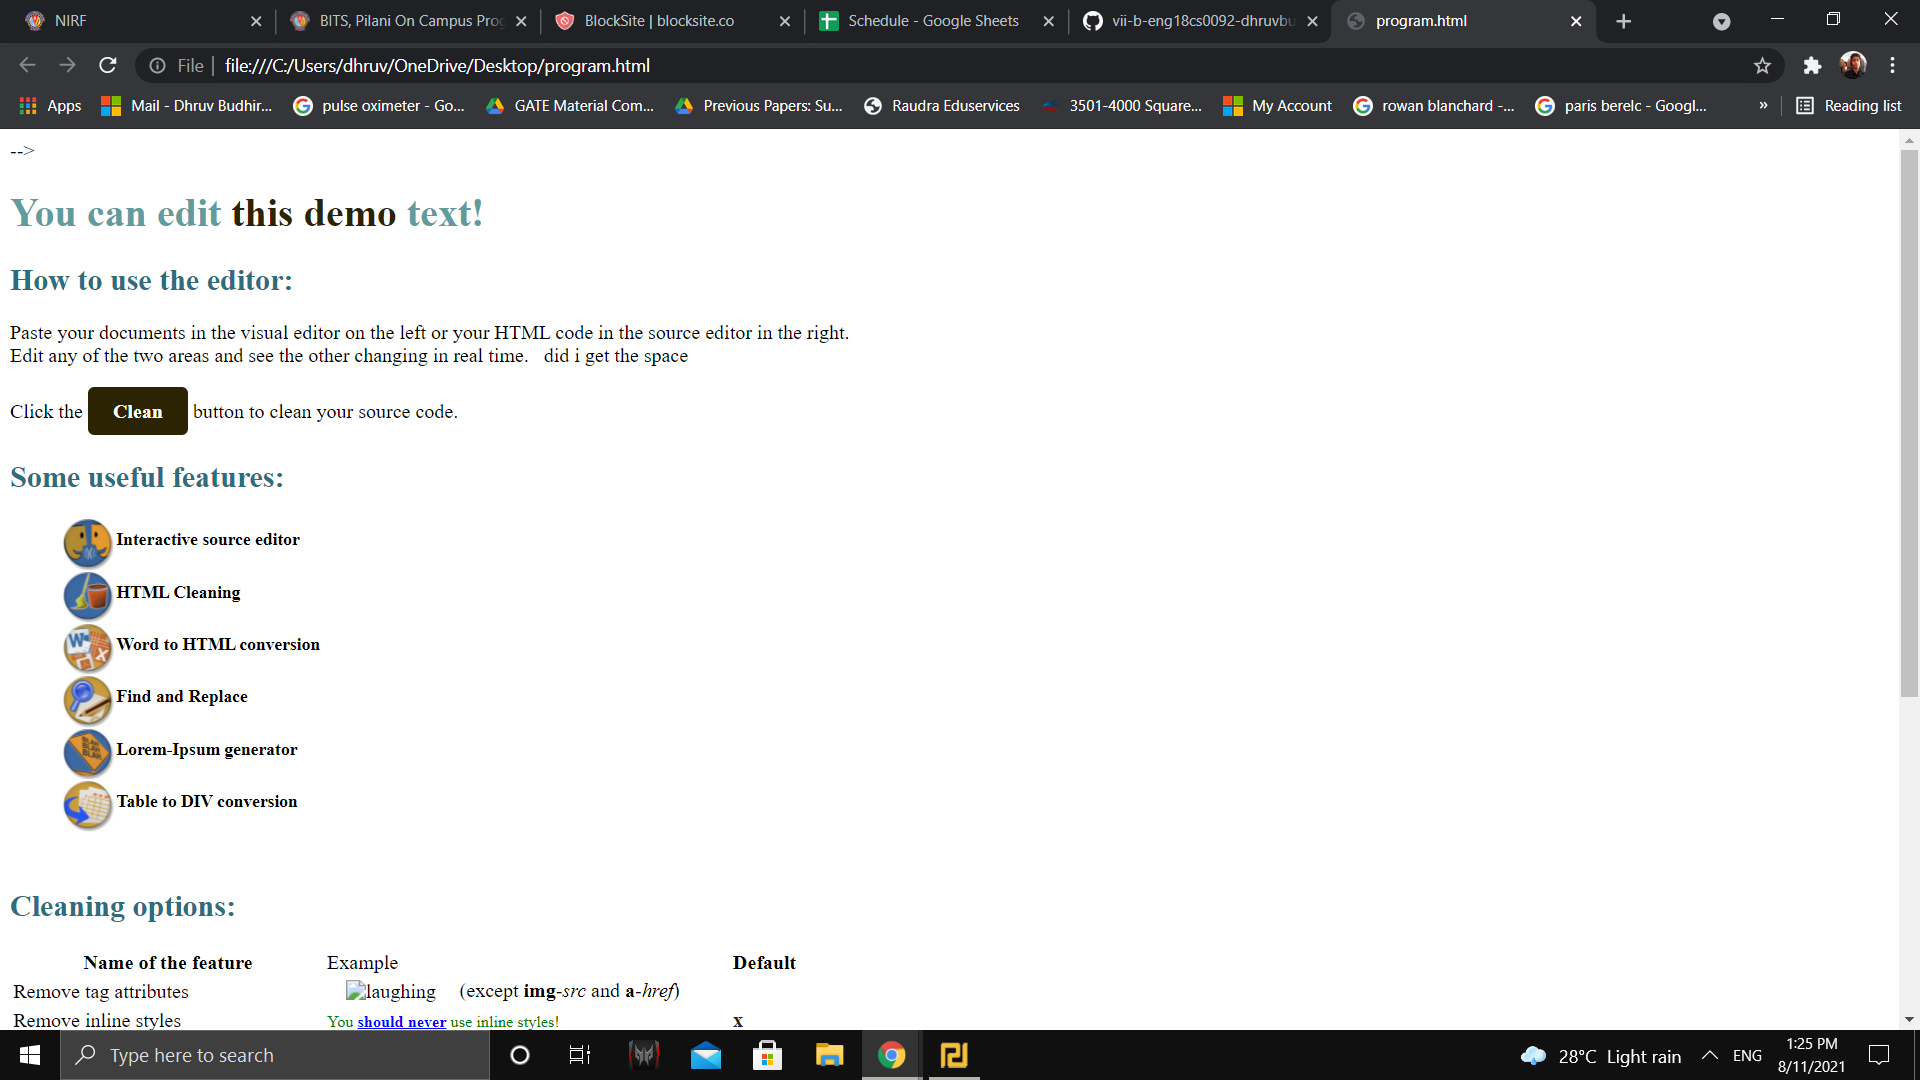 NIRF
BITS, Pilani On Campus Prog
BlockSite | blocksite.co
Schedule - Google Sheets
vii-b-eng18cs0092-dhruvbu
program.html
File
file:///C:/Users/dhruv/OneDrive/Desktop/program.html
Apps
Mail - Dhruv Budhir...
pulse oximeter - Go...
GATE Material Com...
Previous Papers: Su...
Raudra Eduservices
3501-4000 Square...
My Account
rowan blanchard -...
paris berelc - Googl...
»
Reading list
-->
You can edit this demo text!
How to use the editor:
Paste your documents in the visual editor on the left or your HTML code in the source editor in the right.
Edit any of the two areas and see the other changing in real time.   did i get the space
Click the Clean button to clean your source code.
Some useful features:
Interactive source editor
HTML Cleaning
Word to HTML conversion
Find and Replace
BLAH BLAH BLAH
Lorem-Ipsum generator
Table to DIV conversion
Cleaning options:
Name of the feature Example Default
Remove tag attributes laughing (except img-src and a-href)
Remove inline styles You should never use inline styles! x
Type here to search
28°C Light rain
ENG
1:25 PM
8/11/2021